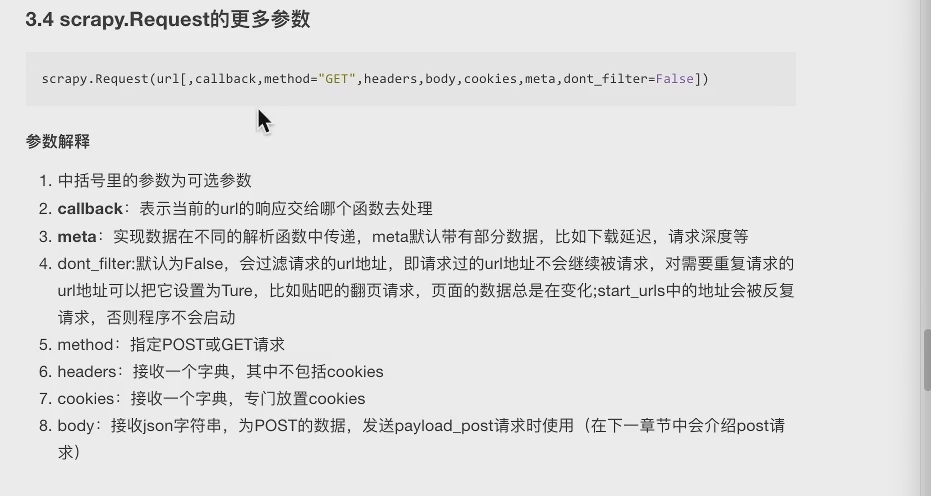 3.4 scrapy.Request的更多参数
scrapy.Request(url[,callback,method="GET",headers,body,cookies,meta,dont_filter=False])
参数解释
1. 中括号里的参数为可选参数
2. callback：表示当前的url的响应交给哪个函数去处理
3. meta：实现数据在不同的解析函数中传递，meta默认带有部分数据，比如下载延迟，请求深度等
4. dont_filter:默认为False，会过滤请求的url地址，即请求过的url地址不会继续被请求，对需要重复请求的
url地址可以把它设置为Ture，比如贴吧的翻页请求，页面的数据总是在变化;start_urls中的地址会被反复
请求，否则程序不会启动
5. method：指定POST或GET请求
6. headers：接收一个字典，其中不包括cookies
7. cookies：接收一个字典，专门放置cookies
8. body：接收json字符串，为POST的数据，发送payload_post请求时使用（在下一章节中会介绍post请
求）